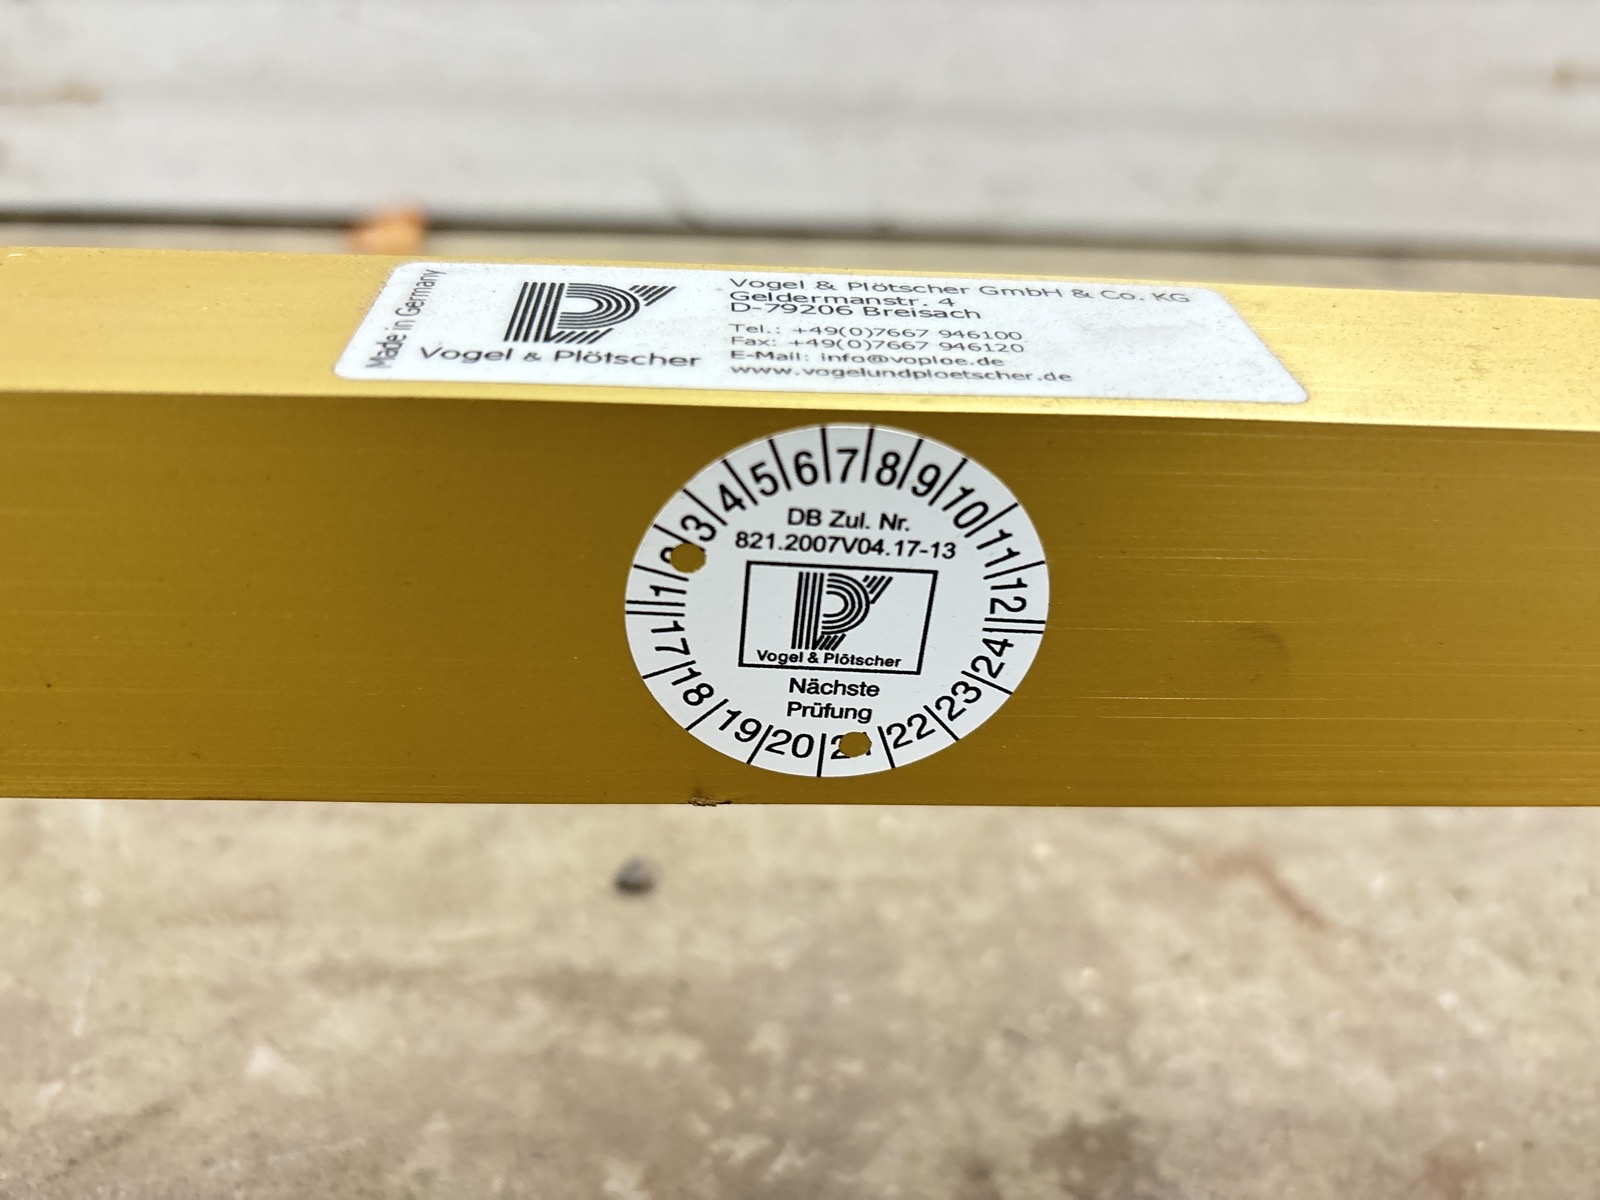 Made in Germany
Vogel & Plötscher
Vogel & Plötscher GmbH & Co. KG
Geldermanstr. 4
D-79206 Breisach
Tel.: +49(0)7667 946100
Fax: +49(0)7667 946120
E-Mail: info@voploe.de
www.vogelundploetscher.de
1 2 3 4 5 6 7 8 9 10 11 12
DB Zul. Nr.
821.2007V04.17-13
Vogel & Plötscher
Nächste
Prüfung
17 18 19 20 21 22 23 24